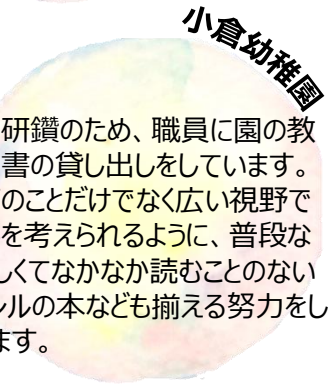 小倉幼稚園
研鑽のため、職員に園の教
書の貸し出しをしています。
のことだけでなく広い視野で
を考えられるように、普段な
しくてなかなか読むことのない
ンルの本なども揃える努力をし
ます。